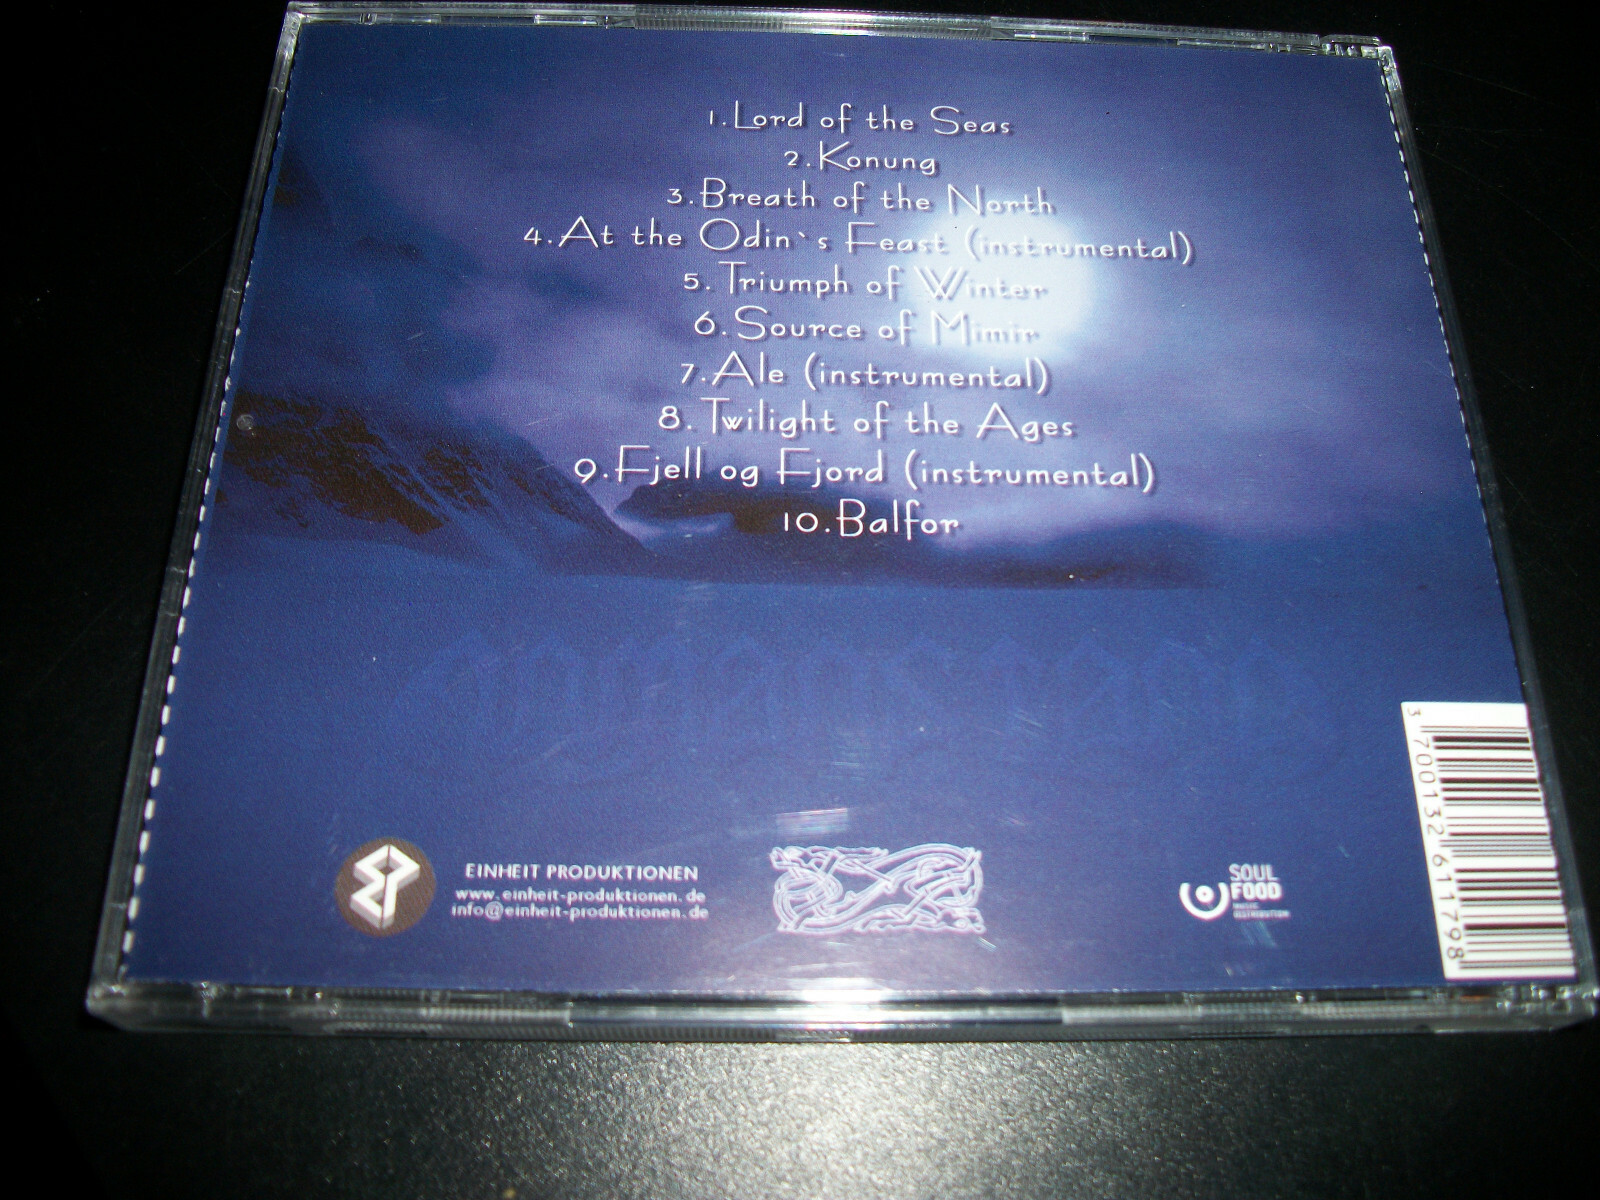 1.Lord of the Seas
2.Konung
3.Breath of the North
4.At the Odin`s Feast (instrumental)
5. Triumph of Winter
6.Source of Mimir
7.Ale (instrumental)
8. Twilight of the Ages
9.Fjell og Fjord (instrumental)
10.Balfor
EINHEIT PRODUKTIONEN
www.einheit-produktionen.de
info@einheit-produktionen.de
SOUL
FOOD
MUSIC
DISTRIBUTION
3 700132 611798